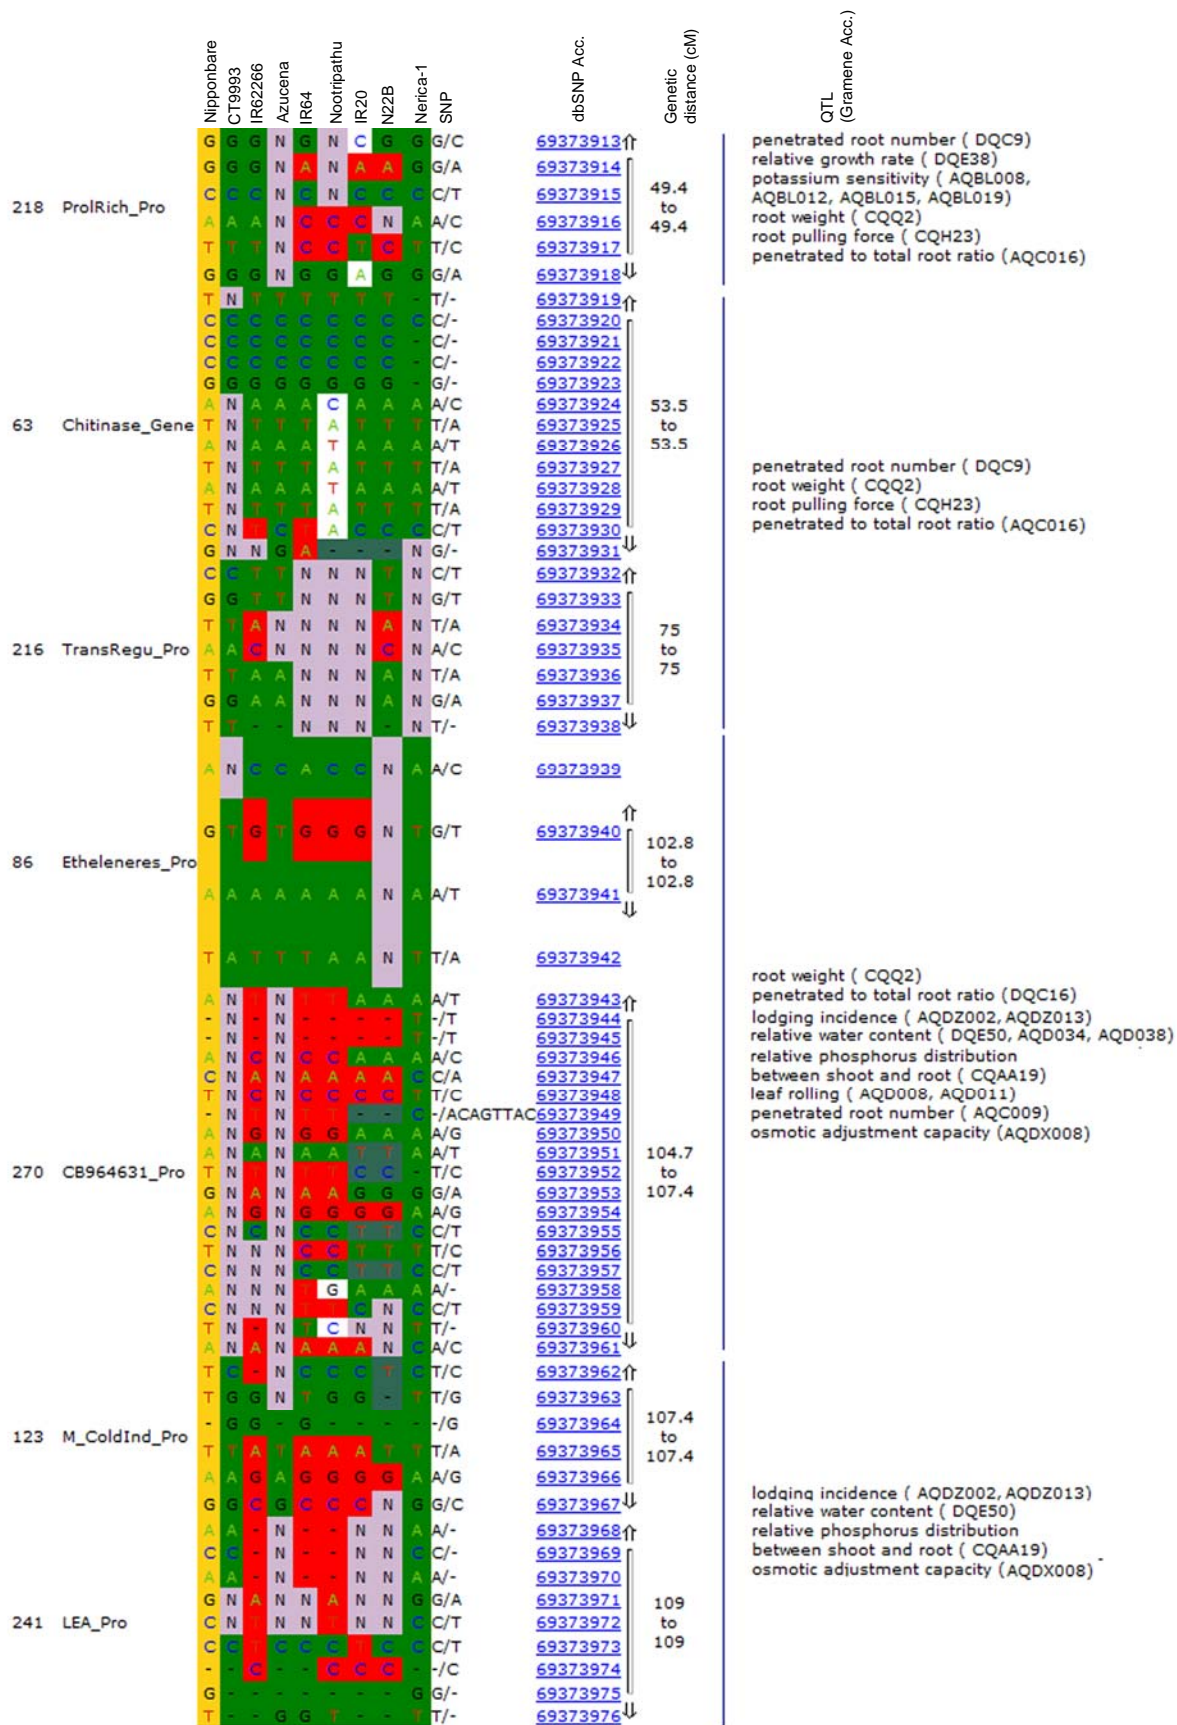 Nipponbare CT9993 IR62266 Azucena IR64 Nootripathu IR20 N22B Nerica-1 SNP
dbSNP Acc.
Genetic distance (cM)
QTL (Gramene Acc.)
G G G N G N C G G G/C 69373913 penetrated root number ( DQC9)
G G G N A N A A G G/A 69373914 relative growth rate ( DQE38)
potassium sensitivity ( AQBL008,
C C C N C N C C C C/T 69373915 AQBL012, AQBL015, AQBL019)
218 ProlRich_Pro
49.4 to 49.4
A A A N C C C N A A/C 69373916 root weight ( CQQ2)
root pulling force ( CQH23)
T T T N C C T C T T/C 69373917 penetrated to total root ratio (AQC016)
G G G N G G A G G G/A 69373918
T N T T T T T T - T/- 69373919
C C C C C C C C C C/- 69373920
C C C C C C C C - C/- 69373921
C C C C C C C C - C/- 69373922
G G G G G G G G - G/- 69373923
A N A A A C A A A A/C 69373924
63 Chitinase_Gene T N T T T A T T T T/A 69373925
53.5 to 53.5
A N A A A T A A A A/T 69373926
T N T T T A T T T T/A 69373927 penetrated root number ( DQC9)
A N A A A T A A A A/T 69373928 root weight ( CQQ2)
T N T T T A T T T T/A 69373929 root pulling force ( CQH23)
C N T C T A C C C C/T 69373930 penetrated to total root ratio (AQC016)
G N N G A - - - N G/- 69373931
C C T T N N N T N C/T 69373932
G G T T N N N T N G/T 69373933
T T A N N N N A N T/A 69373934
216 TransRegu_Pro A A C N N N N C N A/C 69373935
75 to 75
T T A A N N N A N T/A 69373936
G G A A N N N A N G/A 69373937
T T - - N N N - N T/- 69373938
A N C C A C C N A A/C 69373939
G T G T G G G N T G/T 69373940
86 Etheleneres_Pro
102.8 to 102.8
A A A A A A A N A A/T 69373941
T A T T T A A N T T/A 69373942
root weight ( CQQ2)
A N T N T T A A A A/T 69373943 penetrated to total root ratio (DQC16)
- N - N - - - - T -/T 69373944 lodging incidence ( AQDZ002, AQDZ013)
- N - N - - - - T -/T 69373945 relative water content ( DQE50, AQD034, AQD038)
A N C N C C A A A A/C 69373946 relative phosphorus distribution
C N A N A A A A C C/A 69373947 between shoot and root ( CQAA19)
T N C N C C C C T T/C 69373948 leaf rolling ( AQD008, AQD011)
- N T N T T - - C -/ACAGTTAC 69373949 penetrated root number ( AQC009)
A N G N G G A A A A/G 69373950 osmotic adjustment capacity (AQDX008)
A N A N A A T T A A/T 69373951
270 CB964631_Pro T N T N T T C C - T/C 69373952
104.7 to 107.4
G N A N A A G G G G/A 69373953
A N G N G G G G A A/G 69373954
C N C N C C T T C C/T 69373955
T N N N C C T T T T/C 69373956
C N N N C C T T C C/T 69373957
A N N N T G A A A A/- 69373958
C N N N T T C N C C/T 69373959
T N - N T C N N T T/- 69373960
A N A N A A A N C A/C 69373961
T C - N C C C T C T/C 69373962
T G G N T G G - T T/G 69373963
- G G - G - - - - -/G 69373964
123 M_ColdInd_Pro
107.4 to 107.4
T T A T A A A T T T/A 69373965
A A G A G G G G A A/G 69373966
lodging incidence ( AQDZ002, AQDZ013)
G G C G C C C N G G/C 69373967 relative water content ( DQE50)
A A - N - - N N A A/- 69373968 relative phosphorus distribution
C C - N - - N N C C/- 69373969 between shoot and root ( CQAA19)
A A - N - - N N A A/- 69373970 osmotic adjustment capacity (AQDX008)
G N A N N A N N G G/A 69373971
241 LEA_Pro C N T N N T N N C C/T 69373972
109 to 109
C C T C C C T C C C/T 69373973
- - C - - C C C - -/C 69373974
G - - - - - - - G G/- 69373975
T - - G G T - - T T/- 69373976